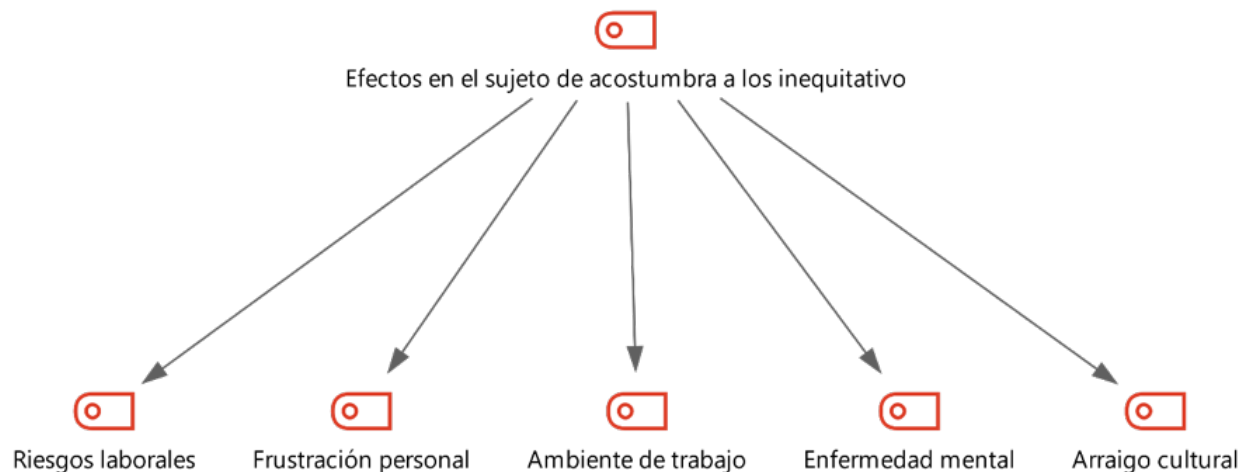 Efectos en el sujeto de acostumbra a los inequitativo
Riesgos laborales
Frustración personal
Ambiente de trabajo
Enfermedad mental
Arraigo cultural